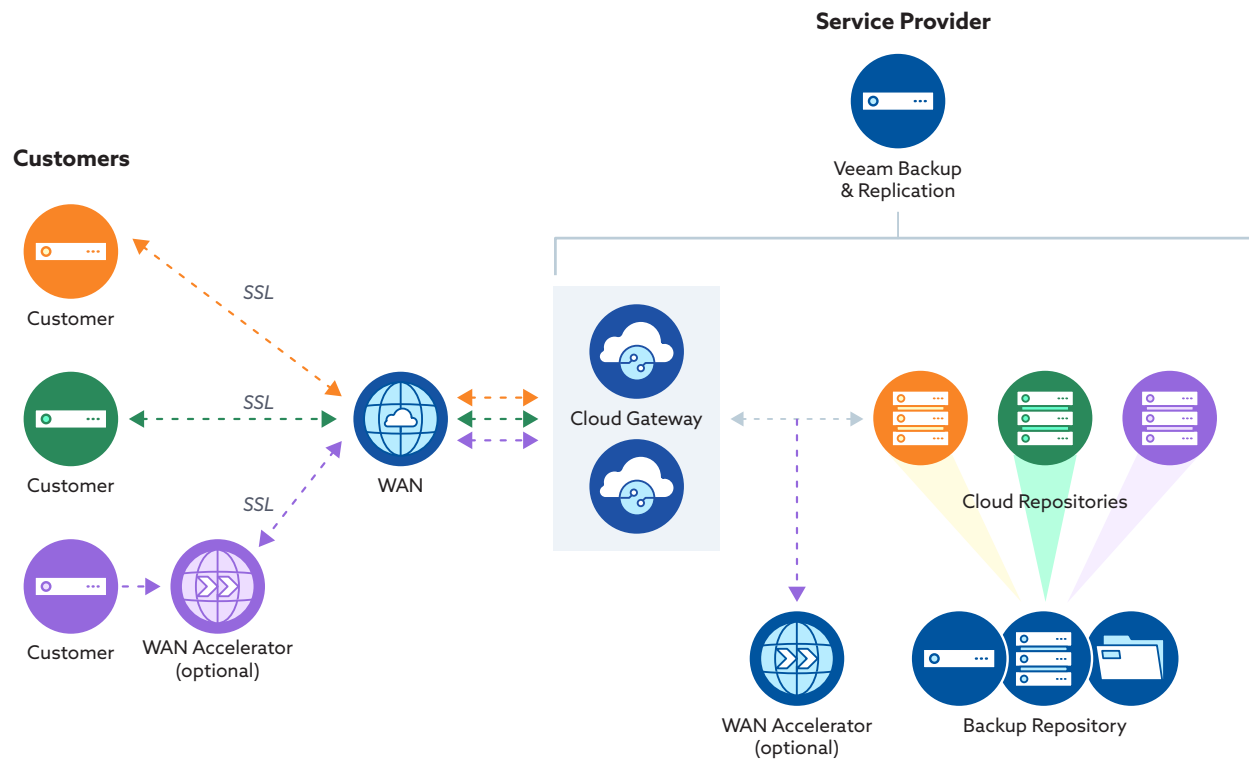 Service Provider
Veeam Backup
& Replication
Customers
SSL
Customer
SSL
Customer
SSL
Customer
WAN Accelerator
(optional)
WAN
Cloud Gateway
Cloud Repositories
WAN Accelerator
(optional)
Backup Repository